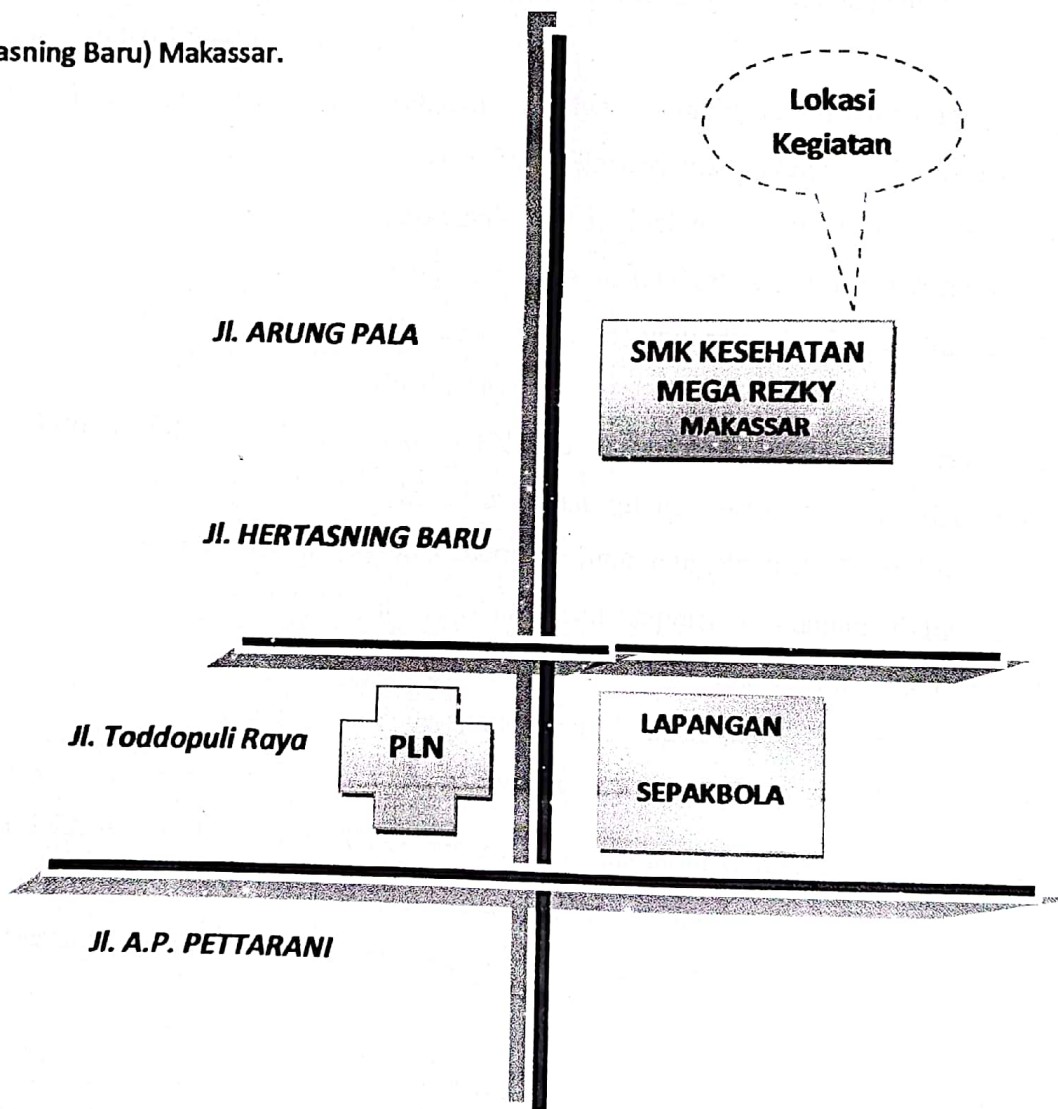 asning Baru) Makassar.
Lokasi
Kegiatan
Jl. ARUNG PALA
SMK KESEHATAN
MEGA REZKY
MAKASSAR
Jl. HERTASNING BARU
Jl. Toddopuli Raya
PLN
LAPANGAN
SEPAKBOLA
Jl. A.P. PETTARANI